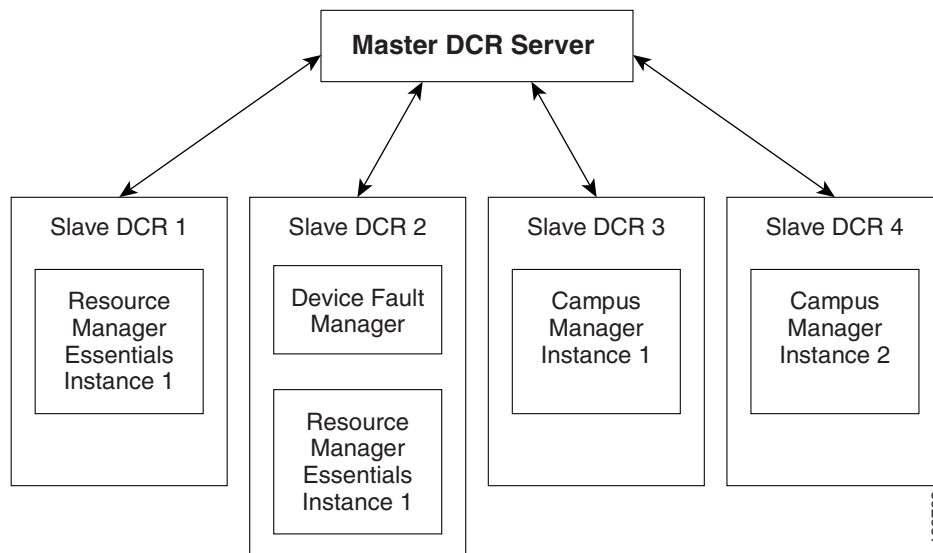 Master DCR Server
Slave DCR 1
Resource
Manager
Essentials
Instance 1
Slave DCR 2
Device Fault
Manager
Resource
Manager
Essentials
Instance 1
Slave DCR 3
Campus
Manager
Instance 1
Slave DCR 4
Campus
Manager
Instance 2